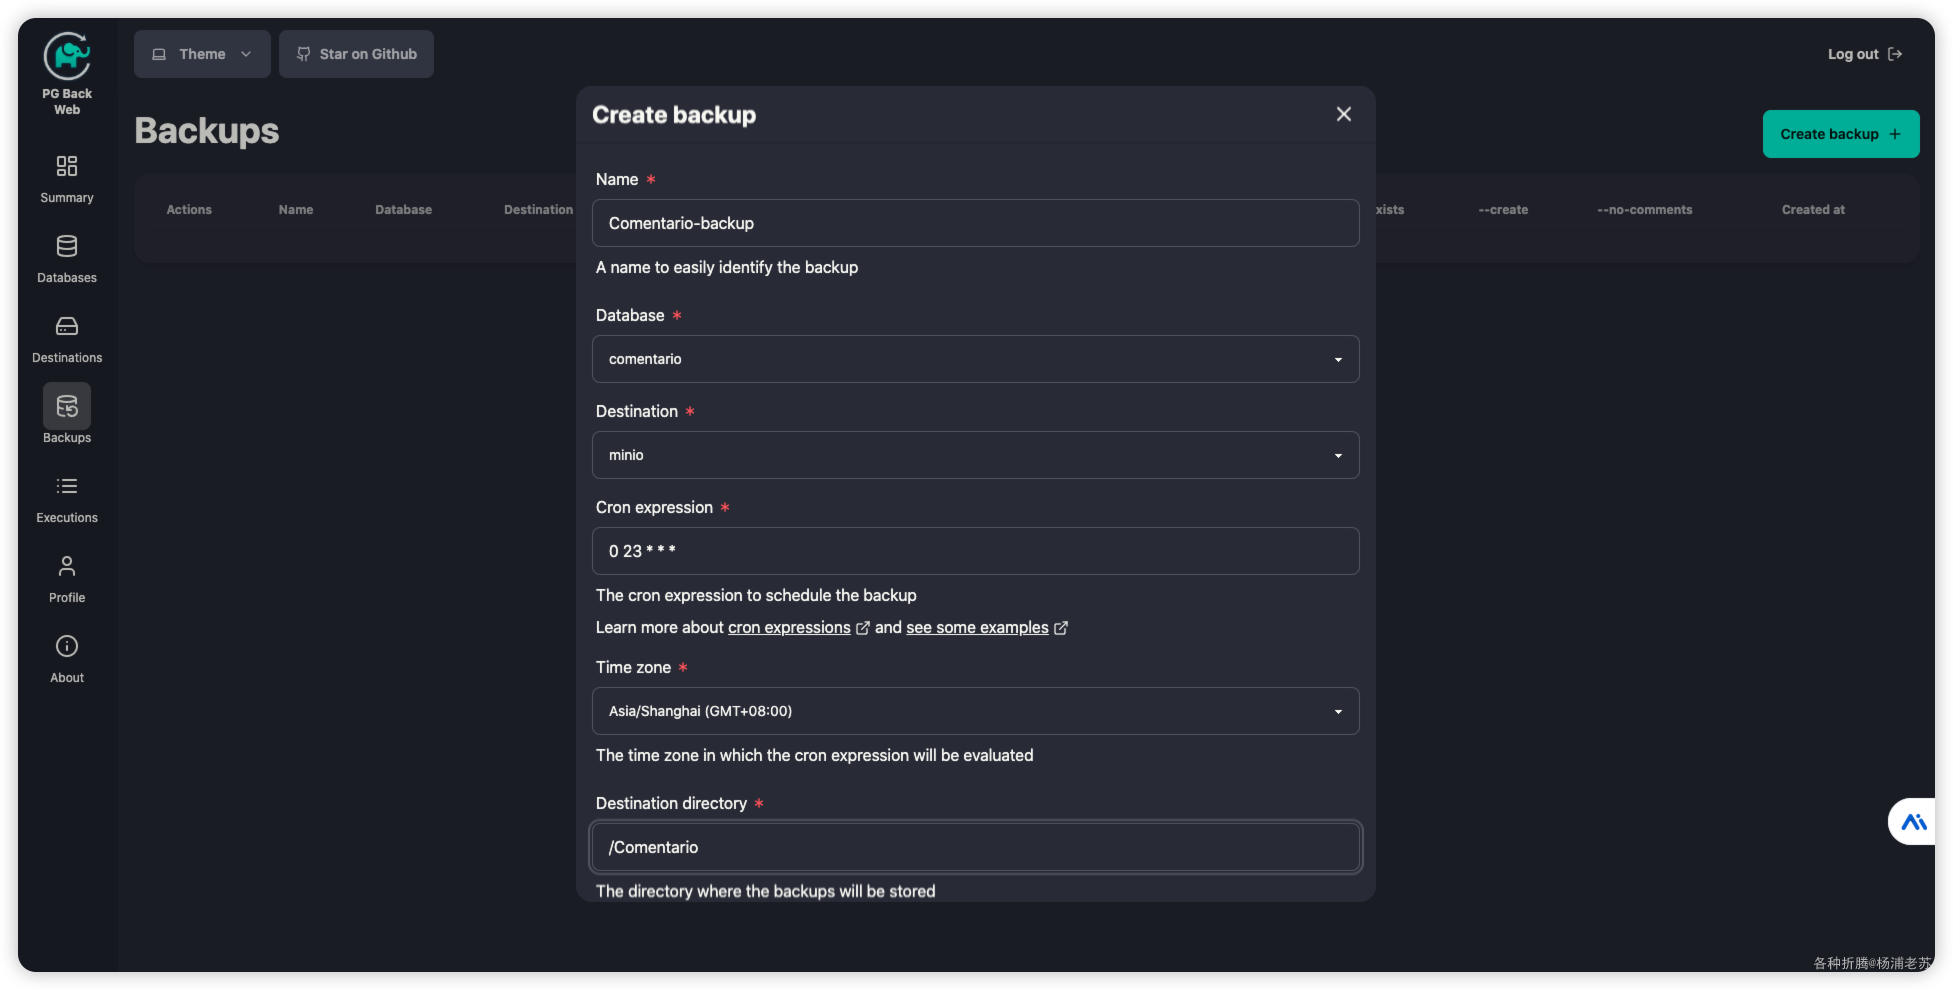 PG Back
Web
Summary
Databases
Destinations
Backups
Executions
Profile
About
Theme
Star on Github
Log out
Backups
Create backup +
Actions Name Database Destination xists --create --no-comments Created at
Create backup
Name *
Comentario-backup
A name to easily identify the backup
Database *
comentario
Destination *
minio
Cron expression *
0 23 * * *
The cron expression to schedule the backup
Learn more about cron expressions and see some examples
Time zone *
Asia/Shanghai (GMT+08:00)
The time zone in which the cron expression will be evaluated
Destination directory *
/Comentario
The directory where the backups will be stored
各种折腾@杨浦老苏